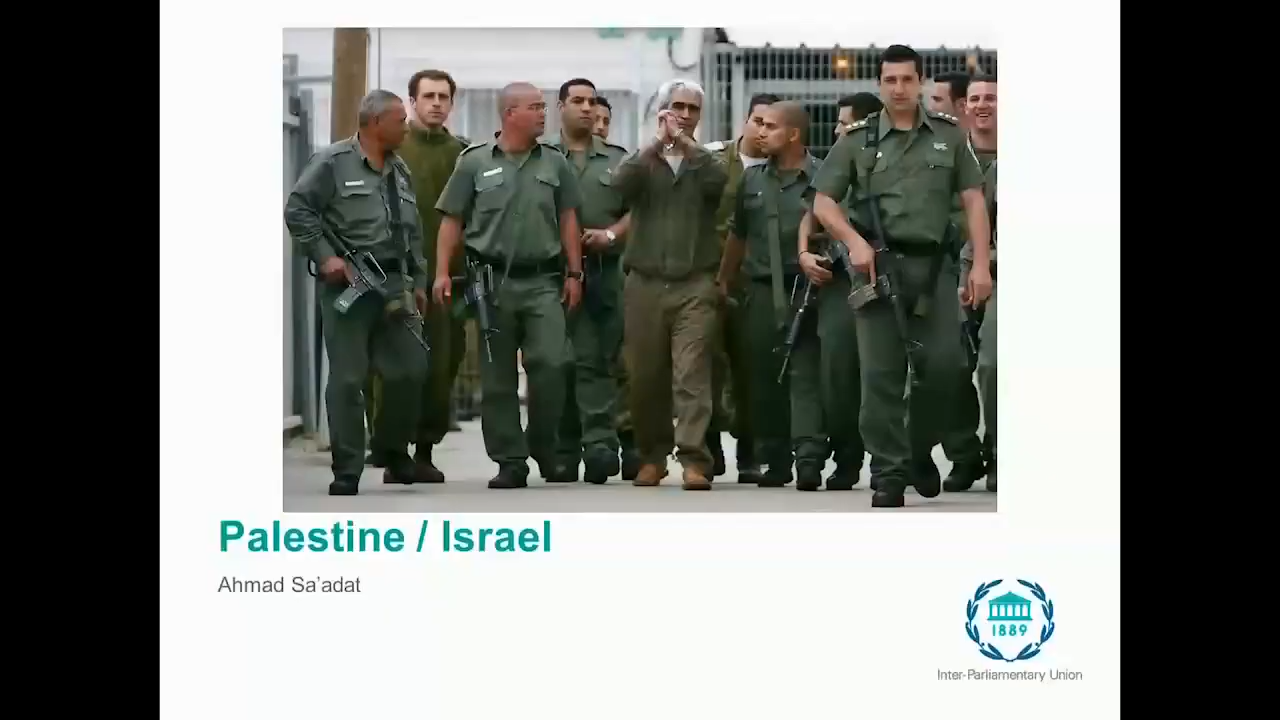 Palestine / Israel
Ahmad Sa’adat
1889
Inter-Parliamentary Union